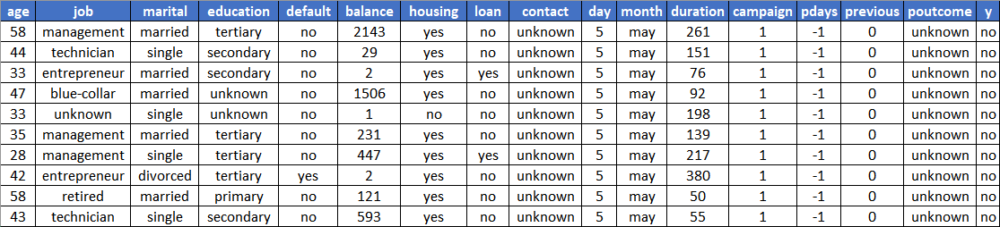 age job marital education default balance housing loan contact day month duration campaign pdays previous poutcome y
58 management married tertiary no 2143 yes no unknown 5 may 261 1 -1 0 unknown no
44 technician single secondary no 29 yes no unknown 5 may 151 1 -1 0 unknown no
33 entrepreneur married secondary no 2 yes yes unknown 5 may 76 1 -1 0 unknown no
47 blue-collar married unknown no 1506 yes no unknown 5 may 92 1 -1 0 unknown no
33 unknown single unknown no 1 no no unknown 5 may 198 1 -1 0 unknown no
35 management married tertiary no 231 yes no unknown 5 may 139 1 -1 0 unknown no
28 management single tertiary no 447 yes yes unknown 5 may 217 1 -1 0 unknown no
42 entrepreneur divorced tertiary yes 2 yes no unknown 5 may 380 1 -1 0 unknown no
58 retired married primary no 121 yes no unknown 5 may 50 1 -1 0 unknown no
43 technician single secondary no 593 yes no unknown 5 may 55 1 -1 0 unknown no